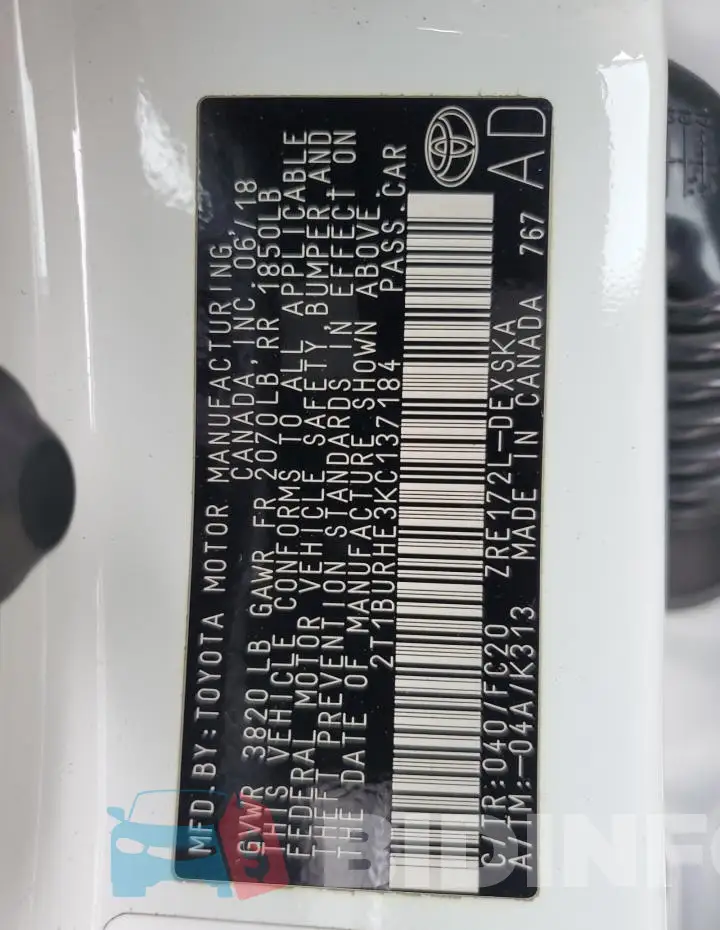 MFD.BY:TOYOTA MOTOR MANUFACTURING,
CANADA, INC. 06/18
GVWR 3820LB GAWR FR 2070LB RR 1850LB
THIS VEHICLE CONFORMS TO ALL APPLICABLE
FEDERAL MOTOR VEHICLE SAFETY, BUMPER, AND
THEFT PREVENTION STANDARDS IN EFFECT ON
THE DATE OF MANUFACTURE SHOWN ABOVE.
2T1BURHE3KC137184 PASS.CAR
C/TR:040/FC20 ZRE172L-DEXSKA
A/TM:-04A/K313 MADE IN CANADA 767
AD
BIDINFO